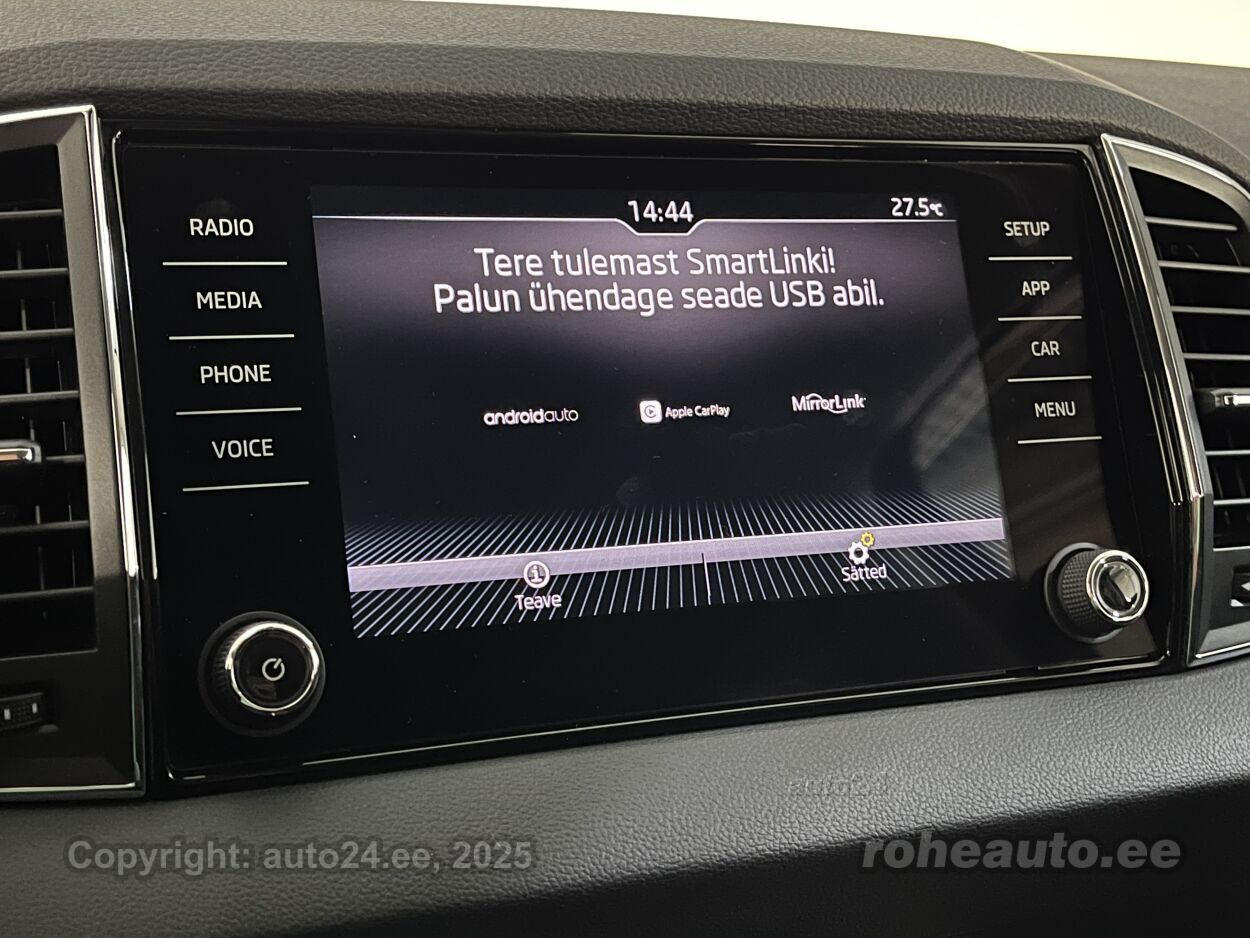 14:44
27.5°C
Tere tulemast SmartLinki!
Palun ühendage seade USB abil.
RADIO
MEDIA
PHONE
VOICE
SETUP
APP
CAR
MENU
androidauto
Apple CarPlay
MirrorLink
Teave
Sätted
auto24
Copyright: auto24.ee, 2025
roheauto.ee